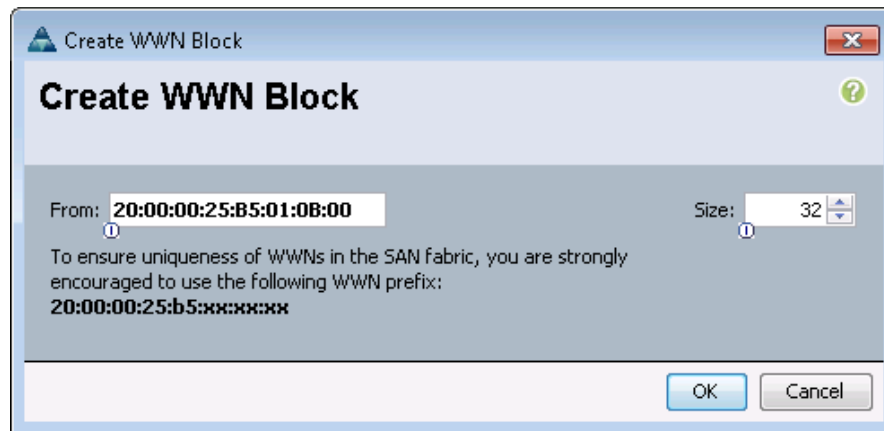 Create WWN Block
Create WWN Block
From: 20:00:00:25:B5:01:0B:00 Size: 32
To ensure uniqueness of WWNs in the SAN fabric, you are strongly
encouraged to use the following WWN prefix:
20:00:00:25:b5:xx:xx:xx
OK Cancel